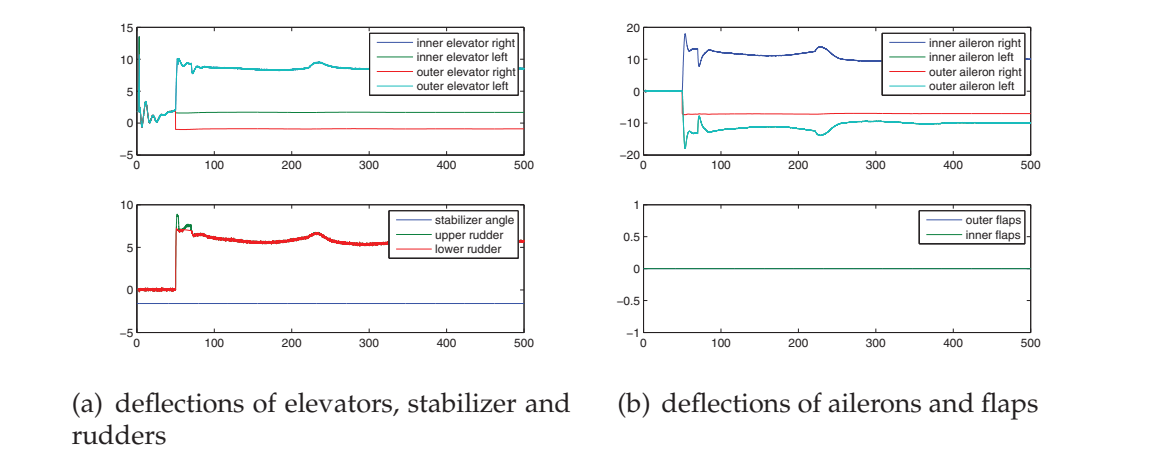 15
10
5
0
−5
0
100
200
300
400
500
inner elevator right
inner elevator left
outer elevator right
outer elevator left
20
10
0
−10
−20
0
100
200
300
400
500
inner aileron right
inner aileron left
outer aileron right
outer aileron left
10
5
0
−5
0
100
200
300
400
500
stabilizer angle
upper rudder
lower rudder
1
0.5
0
−0.5
−1
0
100
200
300
400
500
outer flaps
inner flaps
(a) deflections of elevators, stabilizer and
rudders
(b) deflections of ailerons and flaps